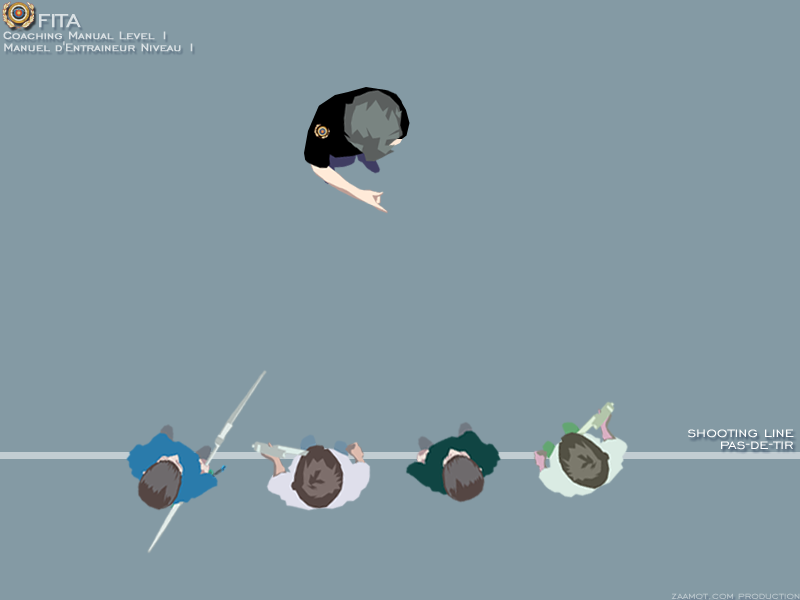 FITA
Coaching Manual Level 1
Manuel d'Entraineur Niveau 1
SHOOTING LINE
PAS-DE-TIR
ZAAMOT.COM PRODUCTION